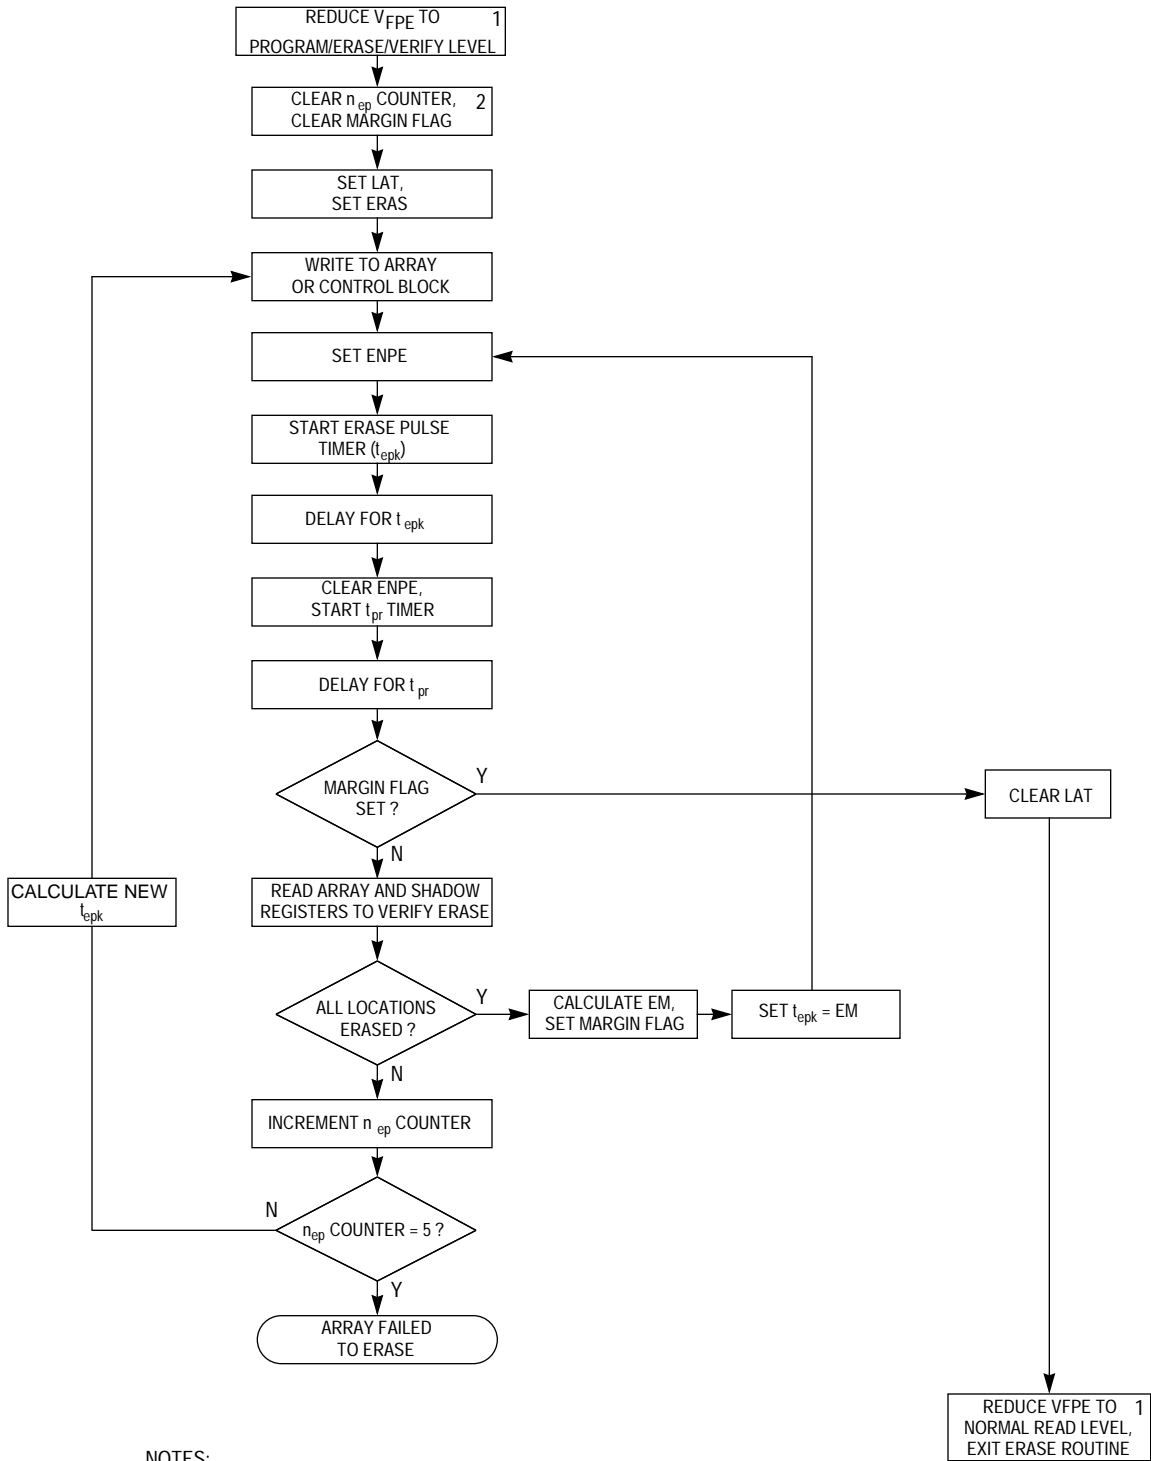 REDUCE VFPE TO 1
PROGRAM/ERASE/VERIFY LEVEL
CLEAR nep COUNTER, 2
CLEAR MARGIN FLAG
SET LAT,
SET ERAS
WRITE TO ARRAY
OR CONTROL BLOCK
SET ENPE
START ERASE PULSE
TIMER (tepk)
DELAY FOR tepk
CLEAR ENPE,
START tpr TIMER
DELAY FOR tpr
MARGIN FLAG
SET ?
Y
CLEAR LAT
N
CALCULATE NEW
tepk
READ ARRAY AND SHADOW
REGISTERS TO VERIFY ERASE
ALL LOCATIONS
ERASED ?
Y
CALCULATE EM,
SET MARGIN FLAG
SET tepk = EM
N
INCREMENT nep COUNTER
N
nep COUNTER = 5 ?
Y
ARRAY FAILED
TO ERASE
REDUCE VFPE TO 1
NORMAL READ LEVEL,
EXIT ERASE ROUTINE
NOTES: